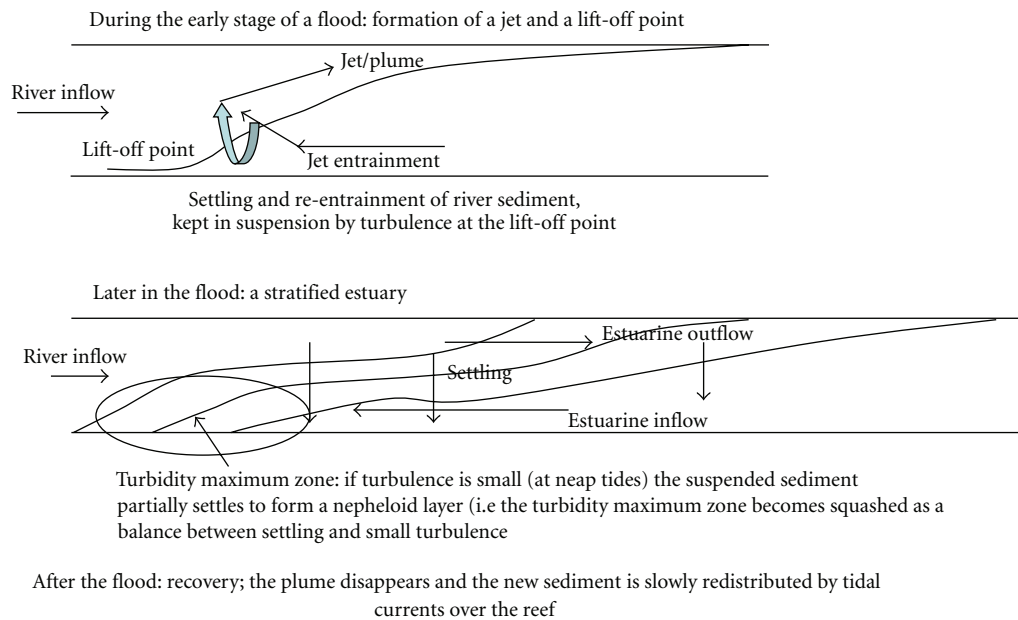 During the early stage of a flood: formation of a jet and a lift-off point
Jet/plume
River inflow
Lift-off point
Jet entrainment
Settling and re-entrainment of river sediment,
kept in suspension by turbulence at the lift-off point
Later in the flood: a stratified estuary
Estuarine outflow
River inflow
Settling
Estuarine inflow
Turbidity maximum zone: if turbulence is small (at neap tides) the suspended sediment
partially settles to form a nepheloid layer (i.e the turbidity maximum zone becomes squashed as a
balance between settling and small turbulence
After the flood: recovery; the plume disappears and the new sediment is slowly redistributed by tidal
currents over the reef